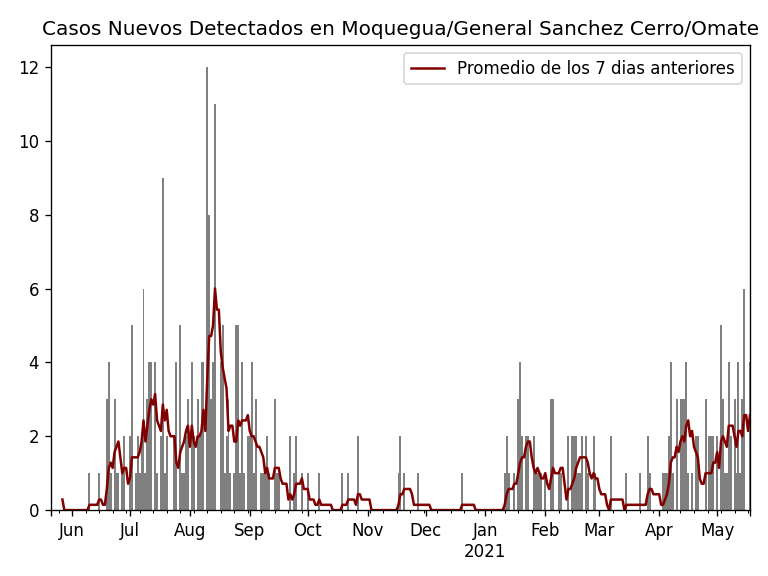 Casos Nuevos Detectados en Moquegua/General Sanchez Cerro/Omate
Promedio de los 7 dias anteriores
12
10
8
6
4
2
0
Jun Jul Aug Sep Oct Nov Dec Jan Feb Mar Apr May
2021